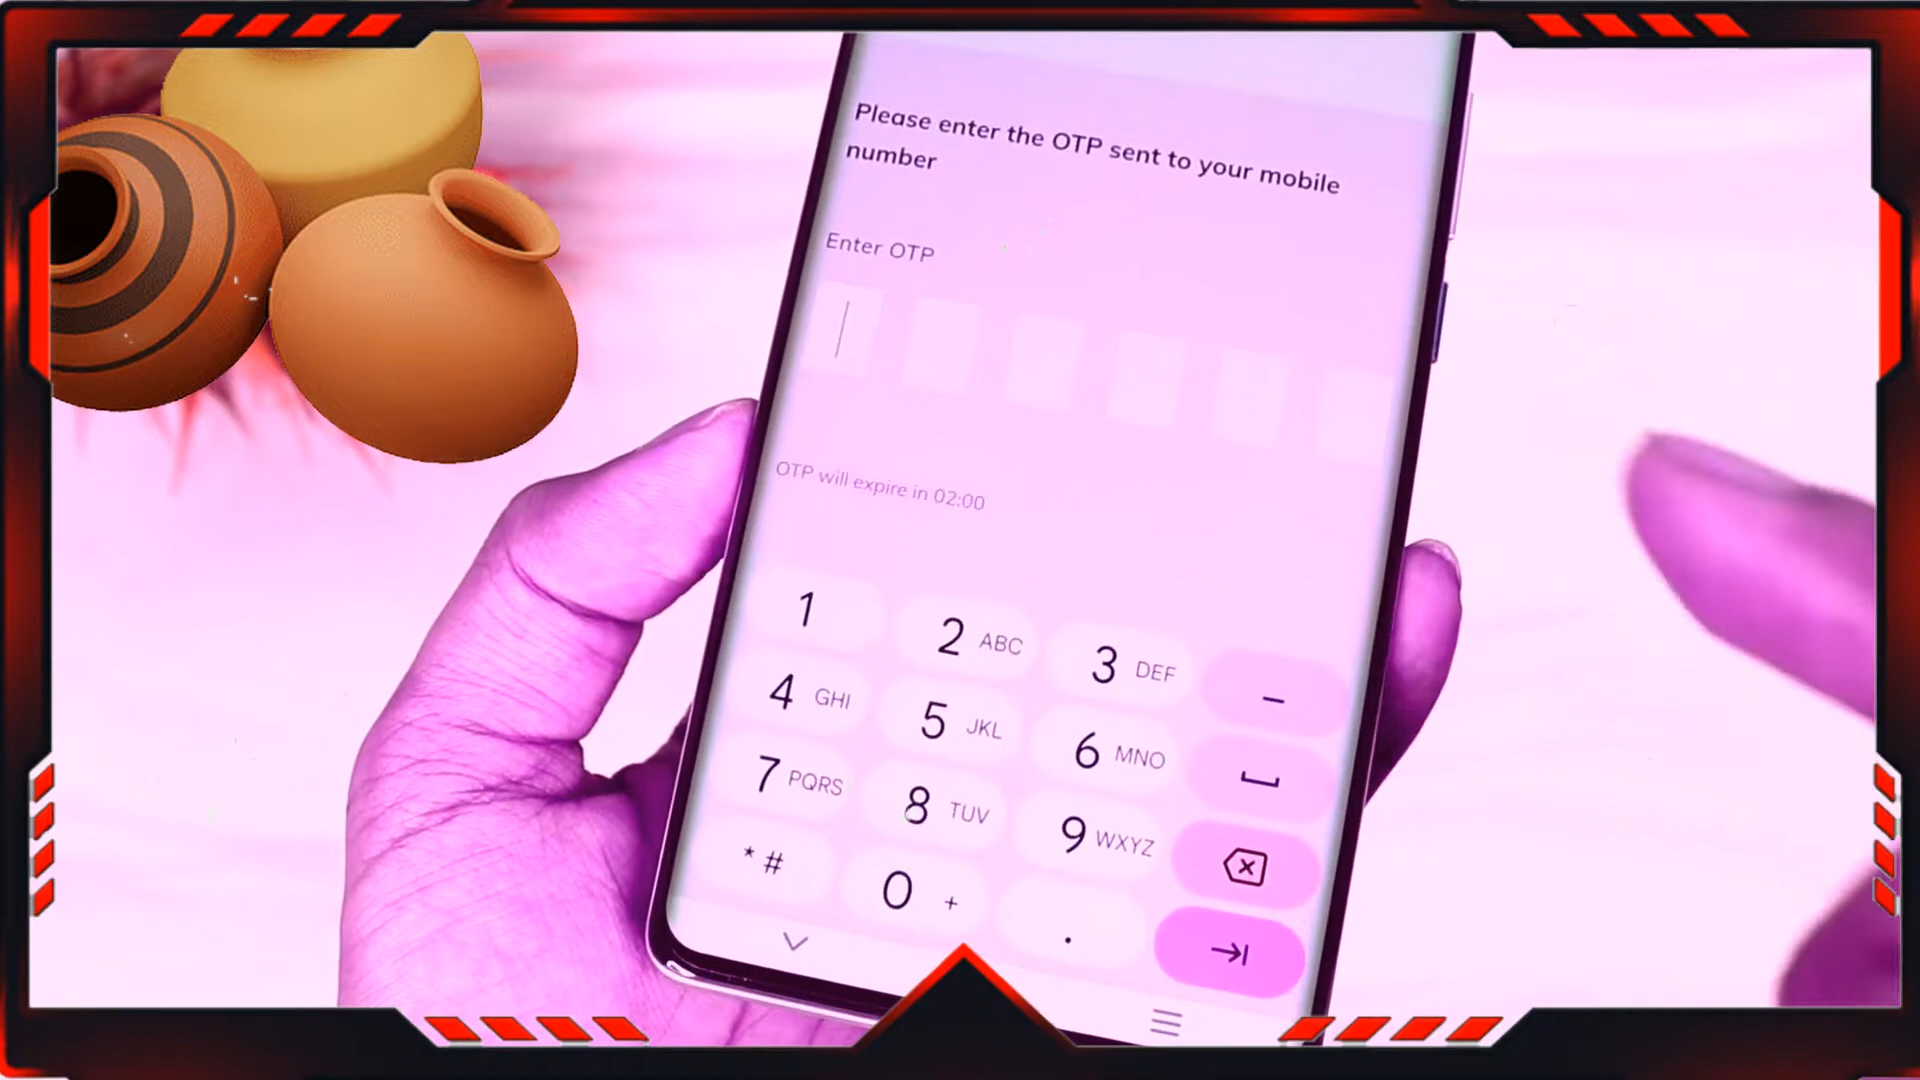 Please enter the OTP sent to your mobile
number
Enter OTP
OTP will expire in 02:00
1
2 ABC
3 DEF
-
4 GHI
5 JKL
6 MNO
7 PQRS
8 TUV
9 WXYZ
* #
0 +
.